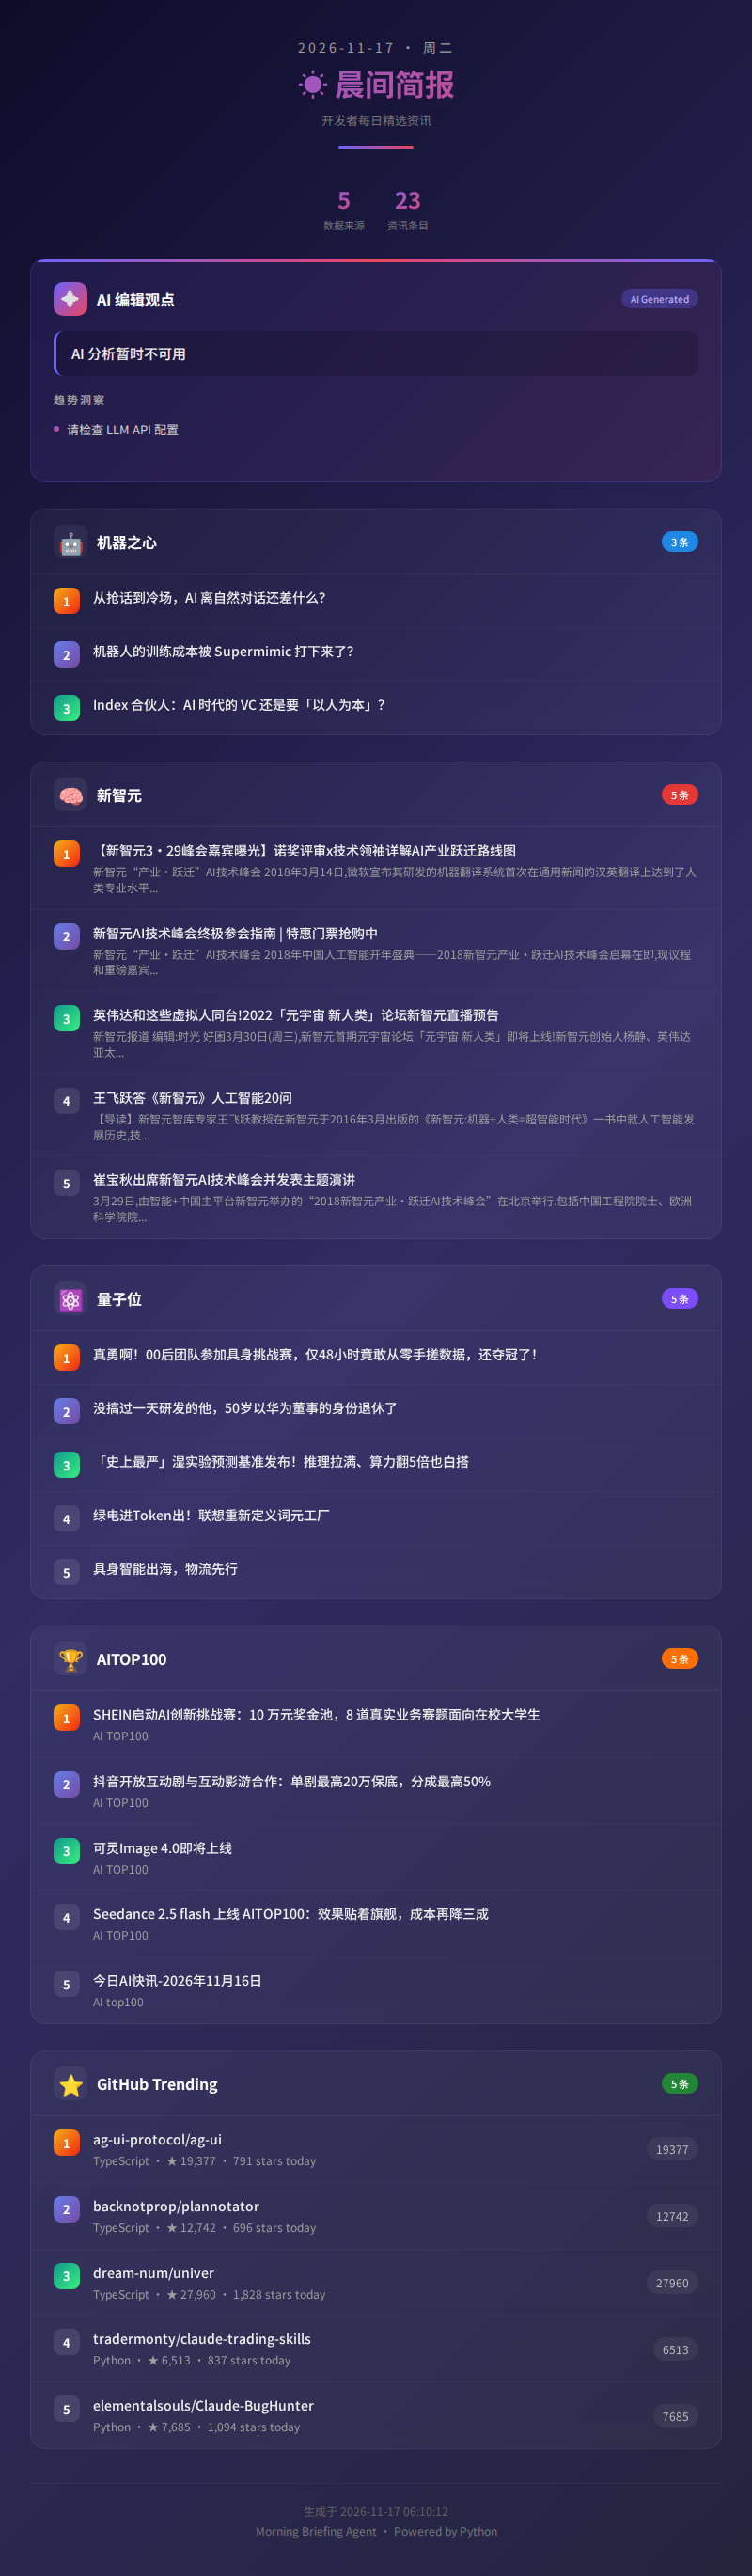 2026-11-17 · 周二
晨间简报
开发者每日精选资讯
5
数据来源
23
资讯条目
AI 编辑观点
AI Generated
AI 分析暂时不可用
趋势洞察
请检查 LLM API 配置
机器之心
3 条
1
从抢话到冷场，AI 离自然对话还差什么？
2
机器人的训练成本被 Supermimic 打下来了？
3
Index 合伙人：AI 时代的 VC 还是要「以人为本」？
新智元
5 条
1
【新智元3·29峰会嘉宾曝光】诺奖评审x技术领袖详解AI产业跃迁路线图
新智元“产业·跃迁”AI技术峰会 2018年3月14日,微软宣布其研发的机器翻译系统首次在通用新闻的汉英翻译上达到了人
类专业水平...
2
新智元AI技术峰会终极参会指南 | 特惠门票抢购中
新智元“产业·跃迁”AI技术峰会 2018年中国人工智能开年盛典——2018新智元产业·跃迁AI技术峰会启幕在即,现议程
和重磅嘉宾...
3
英伟达和这些虚拟人同台!2022「元宇宙 新人类」论坛新智元直播预告
新智元报道 编辑:时光 好困3月30日(周三),新智元首期元宇宙论坛「元宇宙 新人类」即将上线!新智元创始人杨静、英伟达
亚太...
4
王飞跃答《新智元》人工智能20问
【导读】新智元智库专家王飞跃教授在新智元于2016年3月出版的《新智元:机器+人类=超智能时代》一书中就人工智能发
展历史,技...
5
崔宝秋出席新智元AI技术峰会并发表主题演讲
3月29日,由智能+中国主平台新智元举办的“2018新智元产业·跃迁AI技术峰会”在北京举行.包括中国工程院院士、欧洲
科学院院...
量子位
5 条
1
真勇啊！00后团队参加具身挑战赛，仅48小时竟敢从零手搓数据，还夺冠了！
2
没搞过一天研发的他，50岁以华为董事的身份退休了
3
「史上最严」湿实验预测基准发布！推理拉满、算力翻5倍也白搭
4
绿电进Token出！联想重新定义词元工厂
5
具身智能出海，物流先行
AITOP100
5 条
1
SHEIN启动AI创新挑战赛：10 万元奖金池，8 道真实业务赛题面向在校大学生
AI TOP100
2
抖音开放互动剧与互动影游合作：单剧最高20万保底，分成最高50%
AI TOP100
3
可灵Image 4.0即将上线
AI TOP100
4
Seedance 2.5 flash 上线 AITOP100：效果贴着旗舰，成本再降三成
AI TOP100
5
今日AI快讯-2026年11月16日
AI top100
GitHub Trending
5 条
1
ag-ui-protocol/ag-ui
TypeScript · ★ 19,377 · 791 stars today
19377
2
backnotprop/plannotator
TypeScript · ★ 12,742 · 696 stars today
12742
3
dream-num/univer
TypeScript · ★ 27,960 · 1,828 stars today
27960
4
tradermonty/claude-trading-skills
Python · ★ 6,513 · 837 stars today
6513
5
elementalsouls/Claude-BugHunter
Python · ★ 7,685 · 1,094 stars today
7685
生成于 2026-11-17 06:10:12
Morning Briefing Agent · Powered by Python